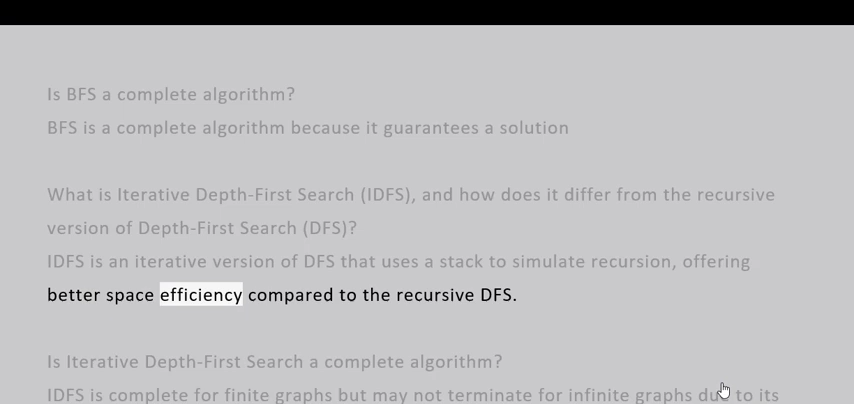 Is BFS a complete algorithm?
BFS is a complete algorithm because it guarantees a solution
What is Iterative Depth-First Search (IDFS), and how does it differ from the recursive
version of Depth-First Search (DFS)?
IDFS is an iterative version of DFS that uses a stack to simulate recursion, offering
better space efficiency compared to the recursive DFS.
Is Iterative Depth-First Search a complete algorithm?
IDFS is complete for finite graphs but may not terminate for infinite graphs due to its